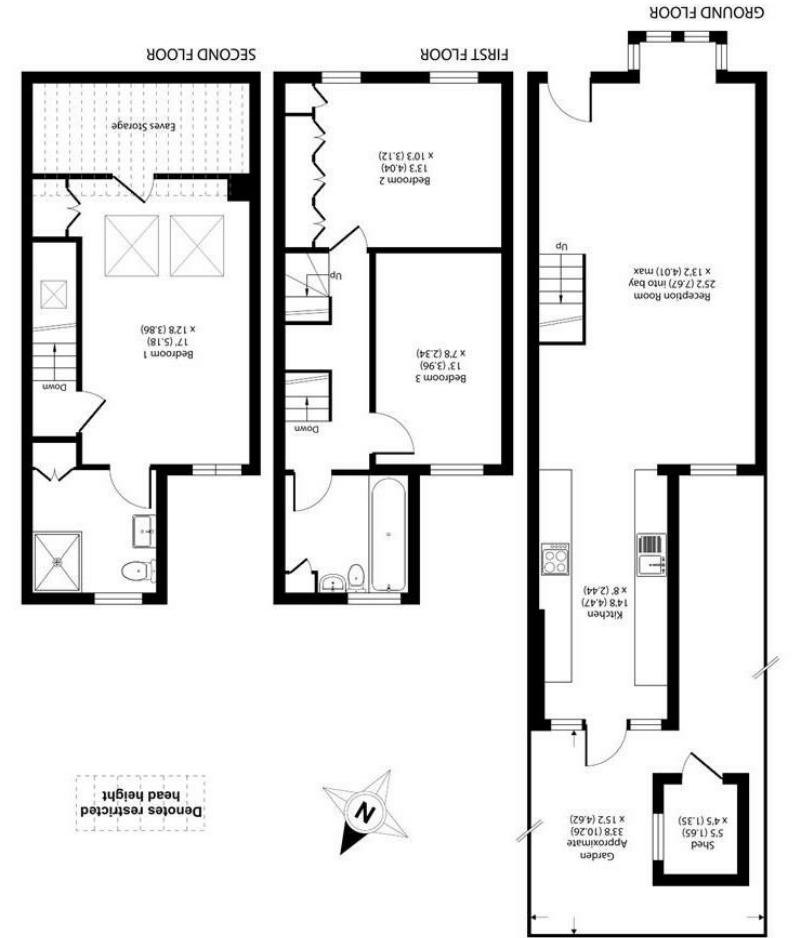 Garden
Approximate
33'8 (10.26)
x 15'2 (4.62)
Shed
5'5 (1.65)
x 4'5 (1.35)
Kitchen
14'8 (4.47)
x 8' (2.44)
Reception Room
25'2 (7.67) into bay
x 13'2 (4.01) max
Up
GROUND FLOOR
N
Down
Bedroom 3
13' (3.96)
x 7'8 (2.34)
Up
Bedroom 2
13'3 (4.04)
x 10'3 (3.12)
FIRST FLOOR
Denotes restricted
head height
Down
Bedroom 1
17' (5.18)
x 12'8 (3.86)
Eaves Storage
SECOND FLOOR